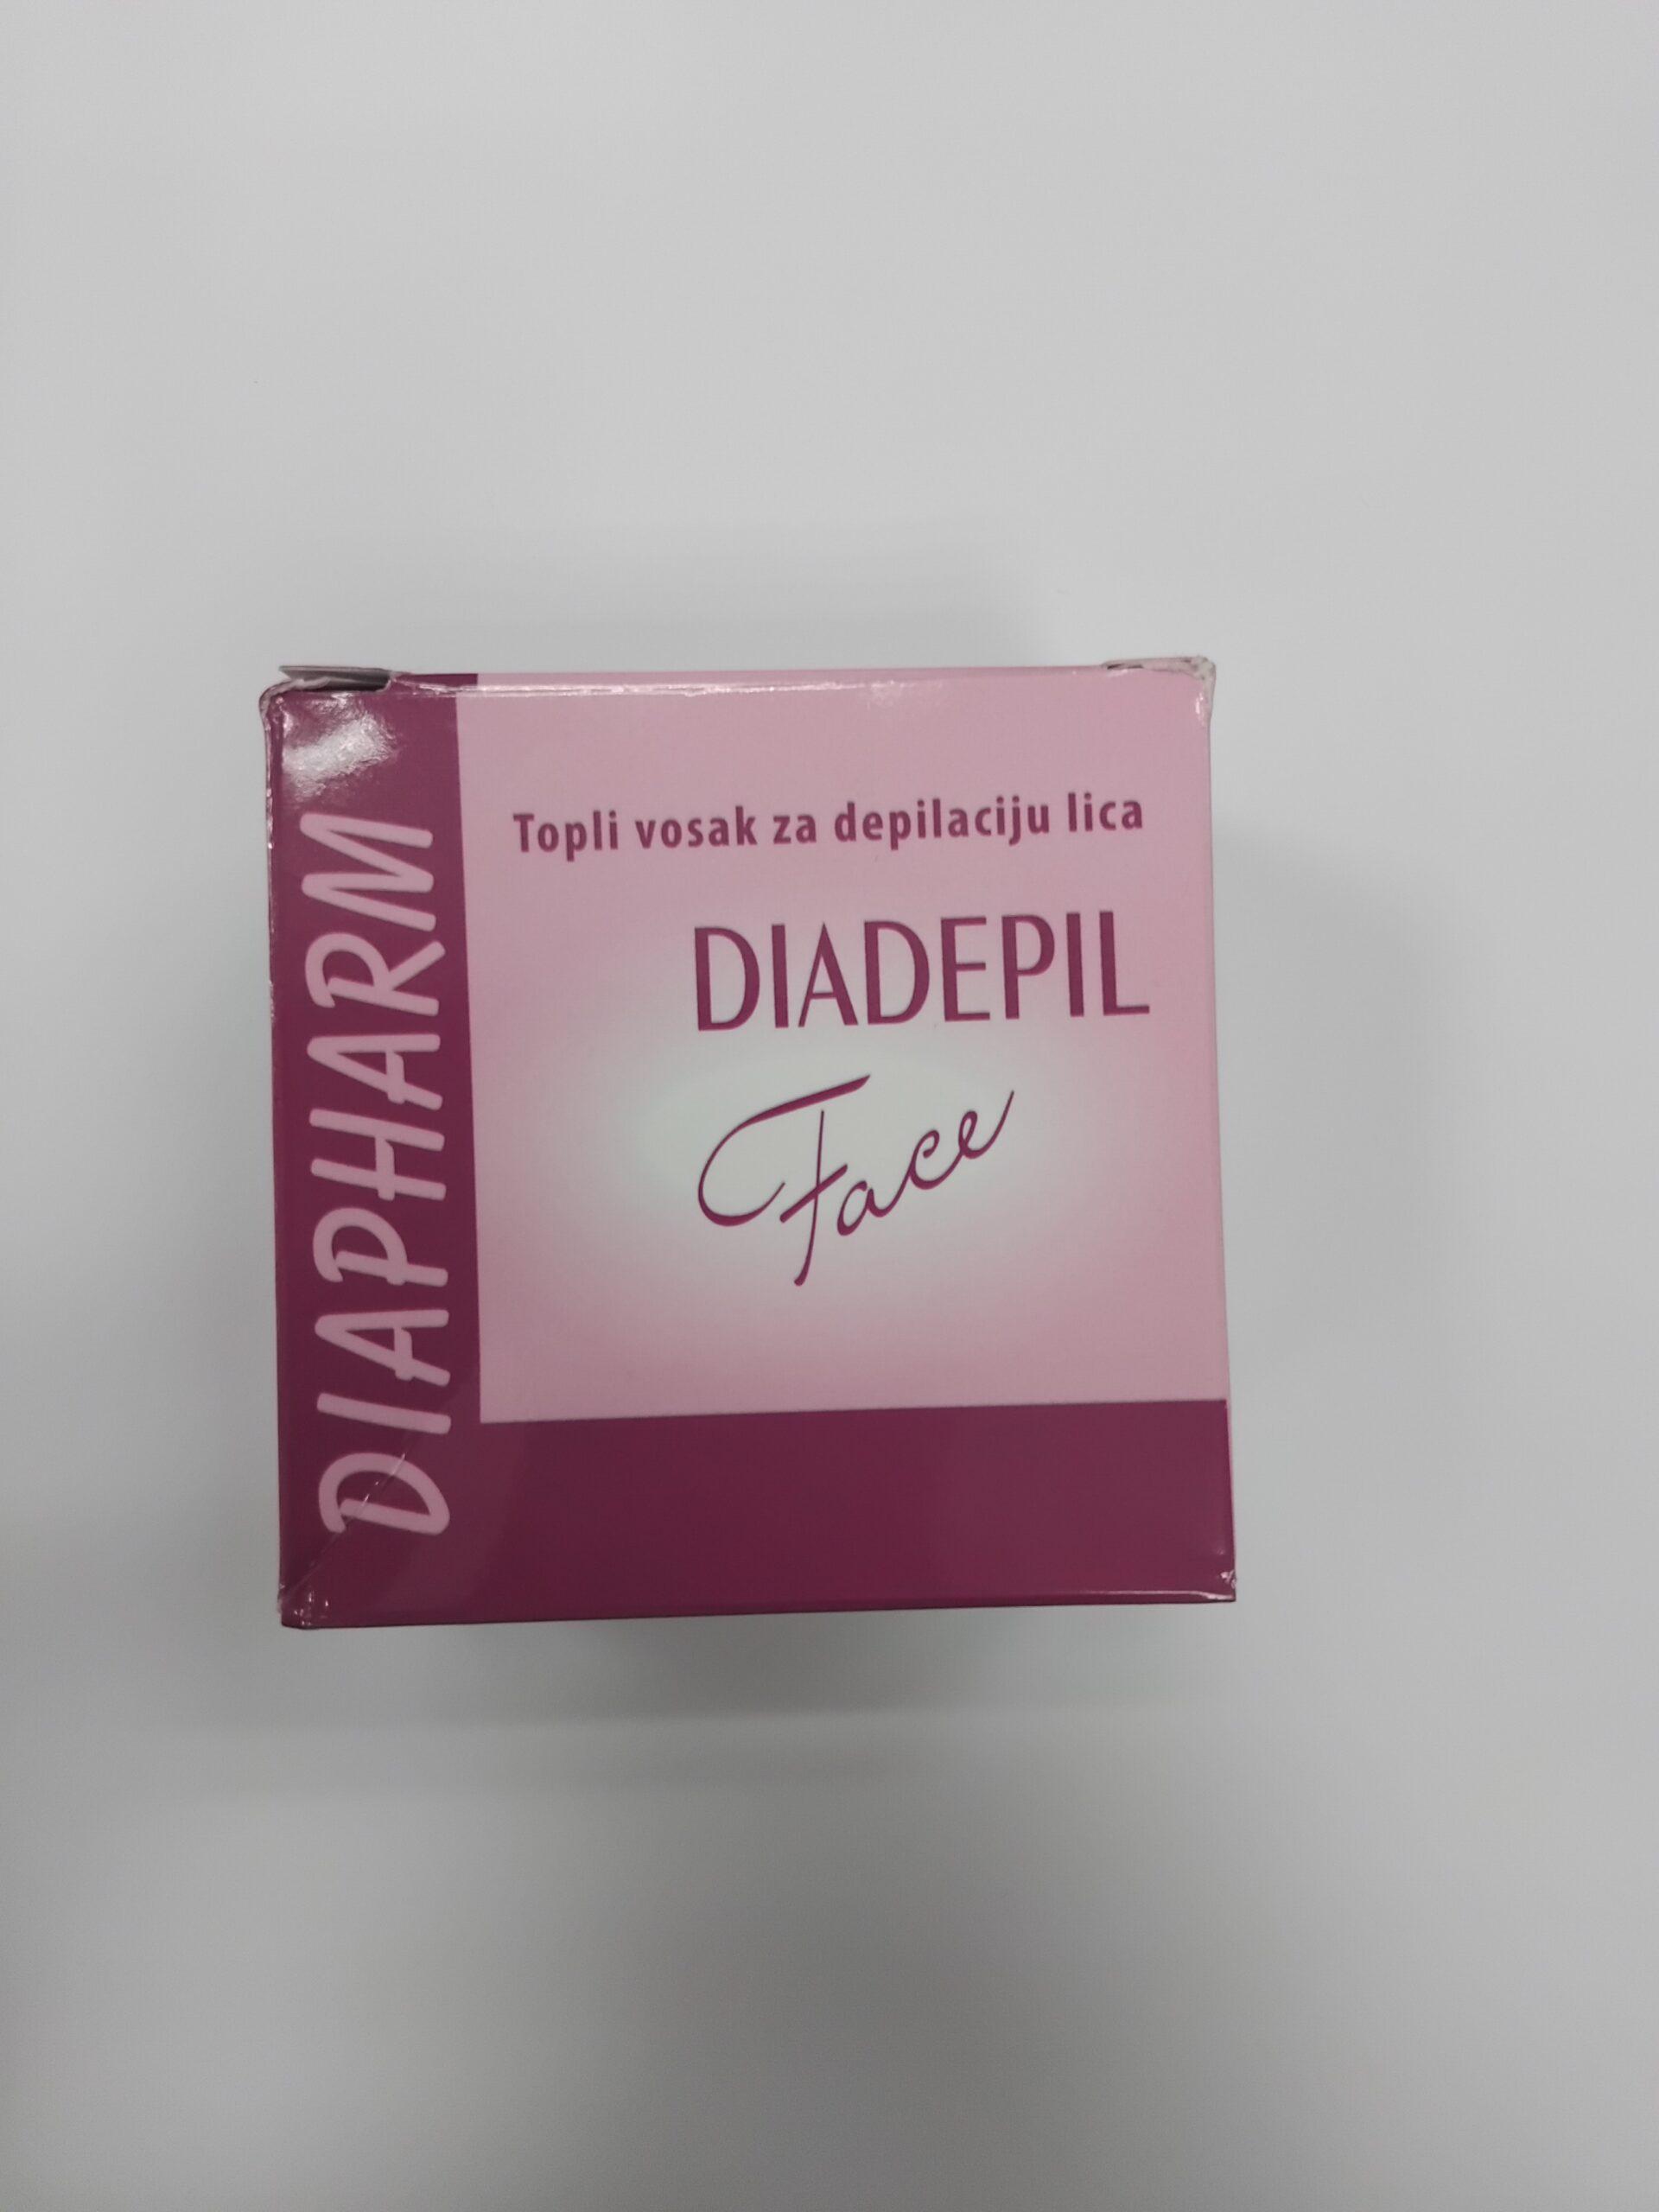 DIAPHARM
Topli vosak za depilaciju lica
DIADEPIL
Face